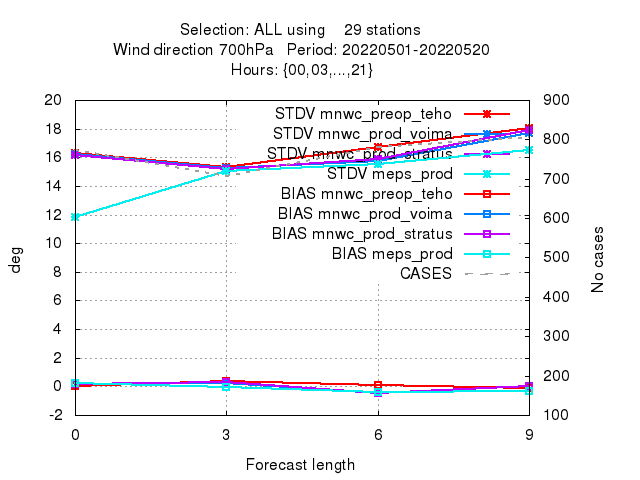 Selection: ALL using    29 stations
Wind direction 700hPa   Period: 20220501-20220520
Hours: {00,03,...,21}
20
18
16
14
12
10
8
6
4
2
0
-2
deg
STDV mnwc_preop_teho
STDV mnwc_prod_voima
STDV mnwc_prod_stratus
STDV meps_prod
BIAS mnwc_preop_teho
BIAS mnwc_prod_voima
BIAS mnwc_prod_stratus
BIAS meps_prod
CASES
900
800
700
600
500
400
300
200
100
No cases
0 3 6 9
Forecast length